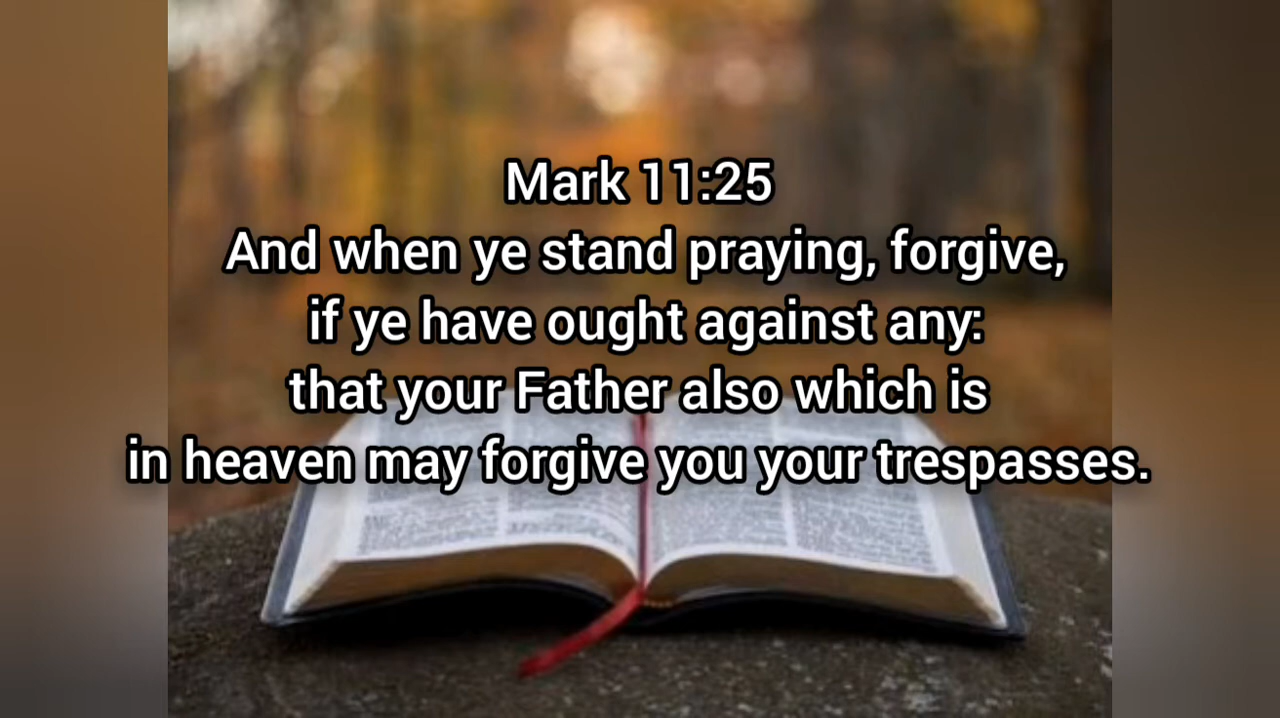 Mark 11:25
And when ye stand praying, forgive,
if ye have ought against any:
that your Father also which is
in heaven may forgive you your trespasses.